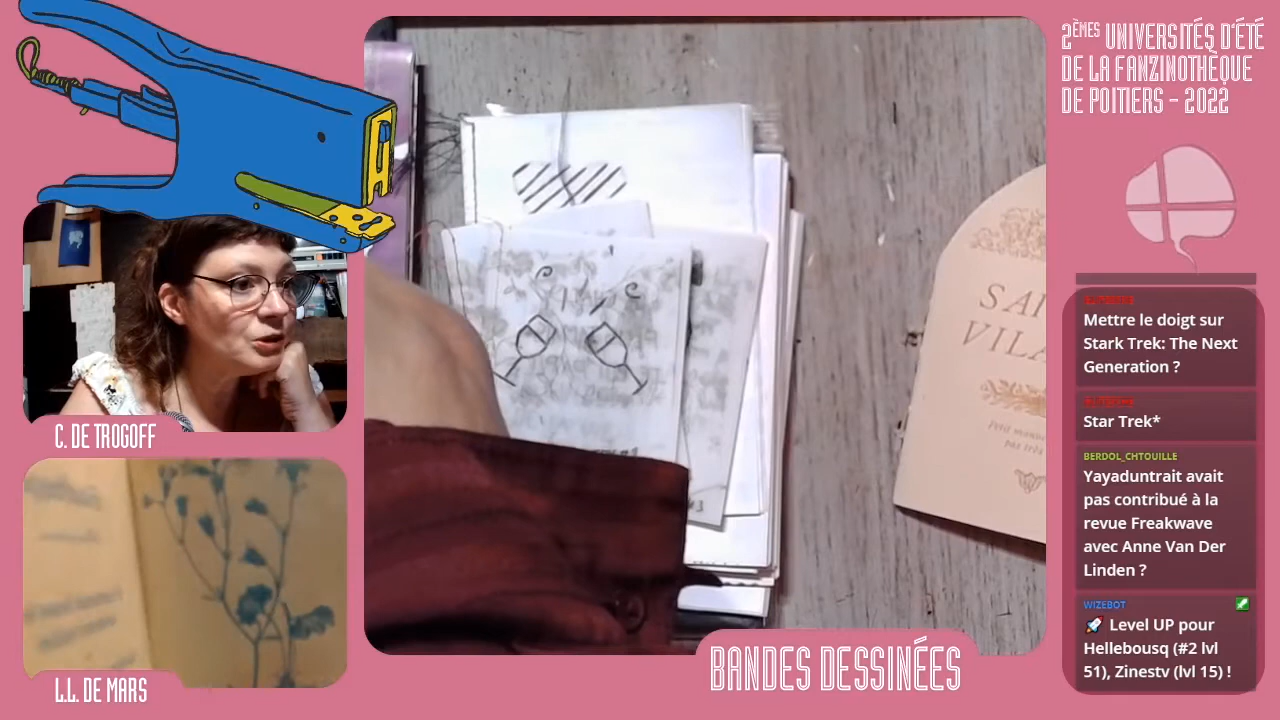 2ÈMES UNIVERSITÉS D'ÉTÉ
DE LA FANZINOTHÈQUE
DE POITIERS - 2022
C. DE TROGOFF
L.L. DE MARS
BANDES DESSINÉES
Mettre le doigt sur
Stark Trek: The Next
Generation ?
Star Trek*
BERDOL_CHTOUILLE
Yayaduntrait avait
pas contribué à la
revue Freakwave
avec Anne Van Der
Linden ?
WIZEBOT
Level UP pour
Hellebousq (#2 lvl
51), Zinestv (lvl 15) !